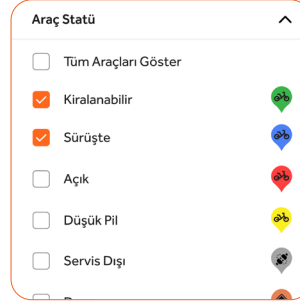 Araç Statü
Tüm Araçları Göster
Kiralanabilir
Sürüşte
Açık
Düşük Pil
Servis Dışı